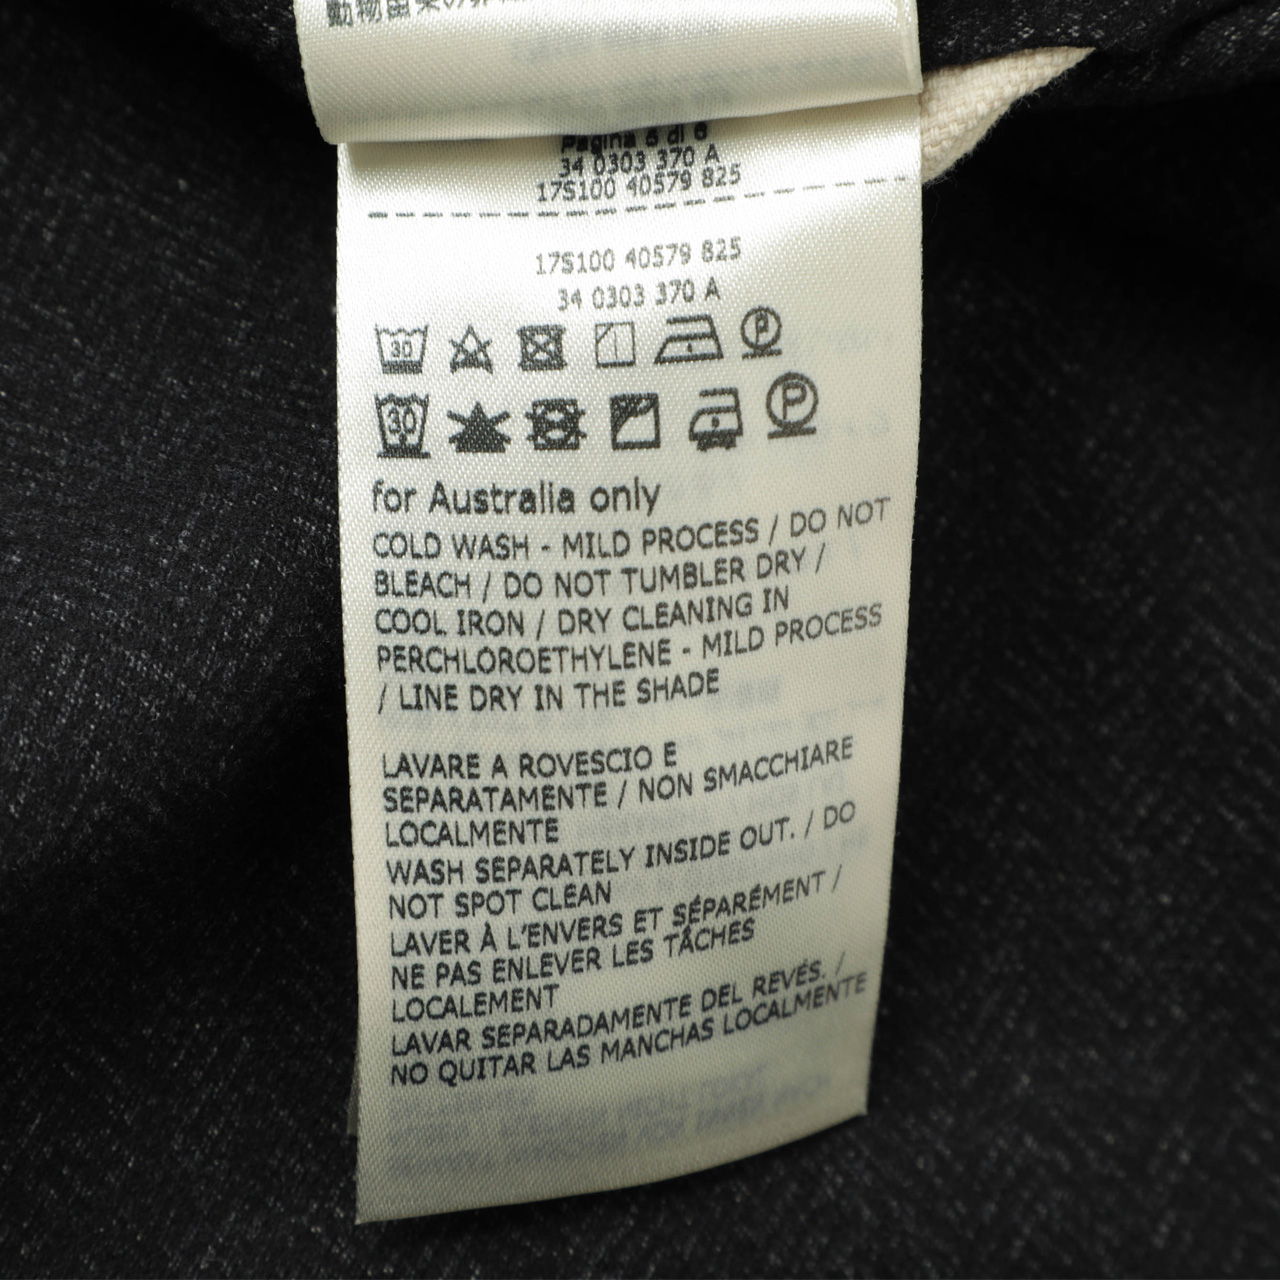 Pagina 6 di 6
34 0303 370 A
17S100 40579 825
17S100 40579 825
34 0303 370 A
30
P
30
P
for Australia only
COLD WASH - MILD PROCESS / DO NOT
BLEACH / DO NOT TUMBLER DRY /
COOL IRON / DRY CLEANING IN
PERCHLOROETHYLENE - MILD PROCESS
/ LINE DRY IN THE SHADE
LAVARE A ROVESCIO E
SEPARATAMENTE / NON SMACCHIARE
LOCALMENTE
WASH SEPARATELY INSIDE OUT. / DO
NOT SPOT CLEAN
LAVER À L'ENVERS ET SÉPARÉMENT /
NE PAS ENLEVER LES TÂCHES
LOCALEMENT
LAVAR SEPARADAMENTE DEL REVÉS. /
NO QUITAR LAS MANCHAS LOCALMENTE